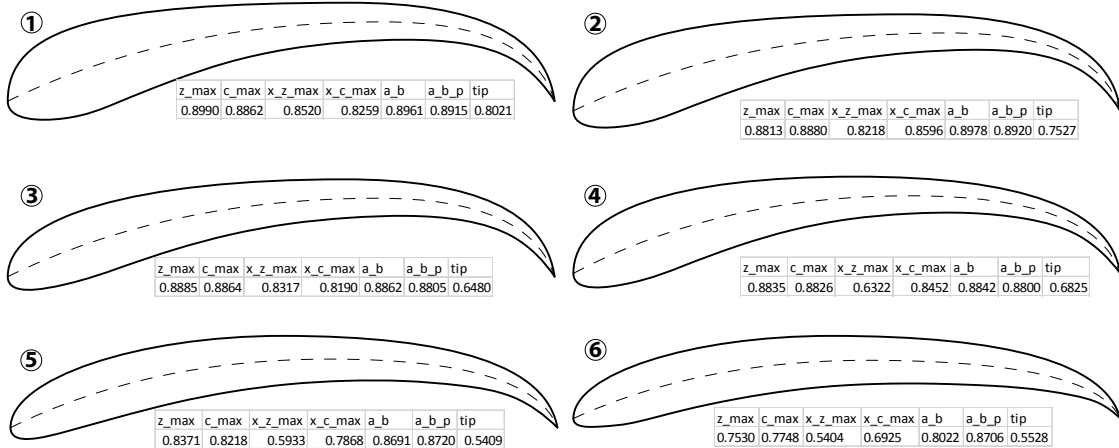 ①
z_max c_max x_z_max x_c_max a_b a_b_p tip
0.8990 0.8862 0.8520 0.8259 0.8961 0.8915 0.8021
②
z_max c_max x_z_max x_c_max a_b a_b_p tip
0.8813 0.8880 0.8218 0.8596 0.8978 0.8920 0.7527
③
z_max c_max x_z_max x_c_max a_b a_b_p tip
0.8885 0.8864 0.8317 0.8190 0.8862 0.8805 0.6480
④
z_max c_max x_z_max x_c_max a_b a_b_p tip
0.8835 0.8826 0.6322 0.8452 0.8842 0.8800 0.6825
⑤
z_max c_max x_z_max x_c_max a_b a_b_p tip
0.8371 0.8218 0.5933 0.7868 0.8691 0.8720 0.5409
⑥
z_max c_max x_z_max x_c_max a_b a_b_p tip
0.7530 0.7748 0.5404 0.6925 0.8022 0.8706 0.5528